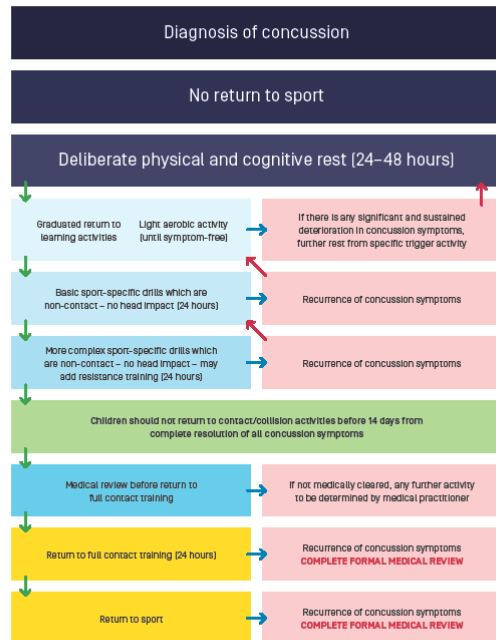 Diagnosis of concussion
No return to sport
Deliberate physical and cognitive rest (24–48 hours)
Graduated return to
learning activities
Light aerobic activity
(until symptom-free)
If there is any significant and sustained
deterioration in concussion symptoms,
further rest from specific trigger activity
Basic sport-specific drills which are
non-contact – no head impact (24 hours)
Recurrence of concussion symptoms
More complex sport-specific drills which
are non-contact – no head impact – may
add resistance training (24 hours)
Recurrence of concussion symptoms
Children should not return to contact/collision activities before 14 days from
complete resolution of all concussion symptoms
Medical review before return to
full contact training
If not medically cleared, any further activity
to be determined by medical practitioner
Return to full contact training (24 hours)
Recurrence of concussion symptoms
COMPLETE FORMAL MEDICAL REVIEW
Return to sport
Recurrence of concussion symptoms
COMPLETE FORMAL MEDICAL REVIEW